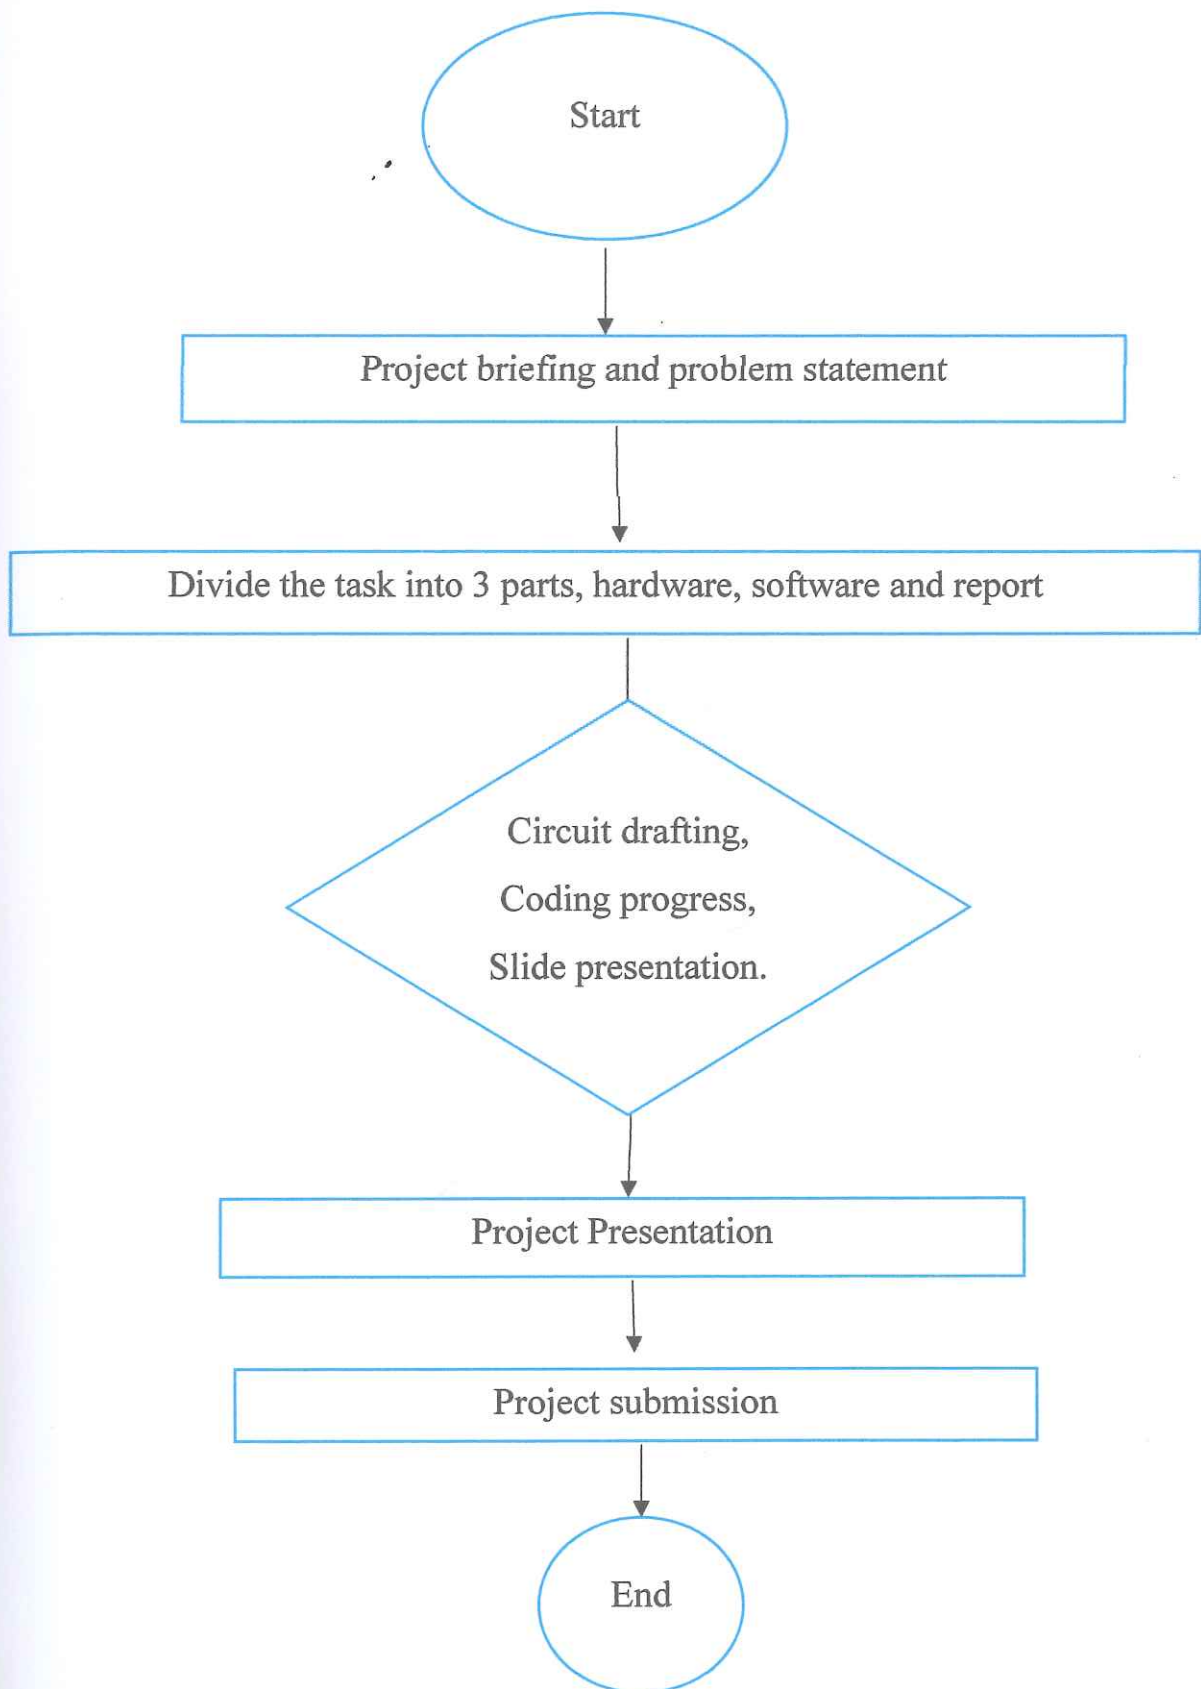 Start
Project briefing and problem statement
Divide the task into 3 parts, hardware, software and report
Circuit drafting,
Coding progress,
Slide presentation.
Project Presentation
Project submission
End